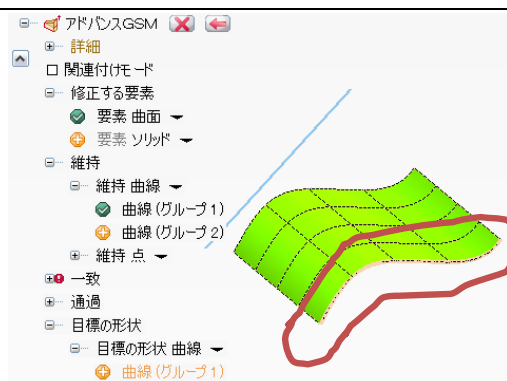 アドバンスGSM
詳細
関連付けモード
修正する要素
要素 曲面
要素 ソリッド
維持
維持 曲線
曲線 (グループ1)
曲線 (グループ2)
維持 点
一致
通過
目標の形状
目標の形状 曲線
曲線 (グループ1)